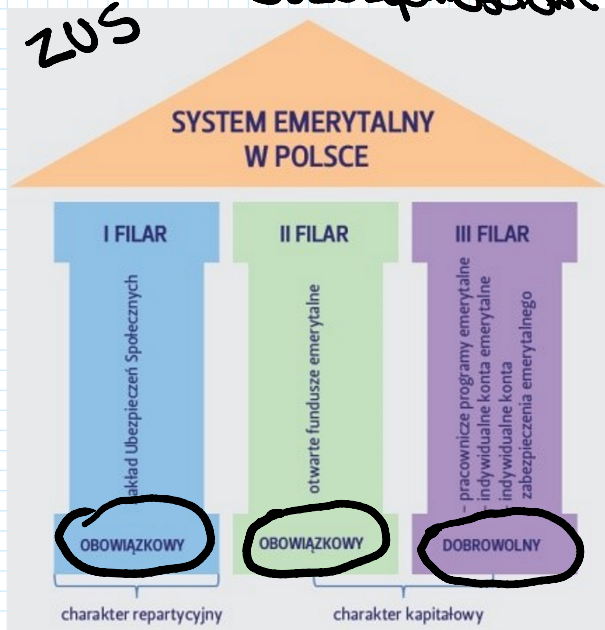 ZUS
SYSTEM EMERYTALNY
W POLSCE
I FILAR
II FILAR
III FILAR
akład Ubezpieczeń Społecznych
otwarte fundusze emerytalne
- pracownicze programy emerytalne
- indywidualne konta emerytalne
- indywidualne konta
zabezpieczenia emerytalnego
OBOWIĄZKOWY
OBOWIĄZKOWY
DOBROWOLNY
charakter repartycyjny
charakter kapitałowy